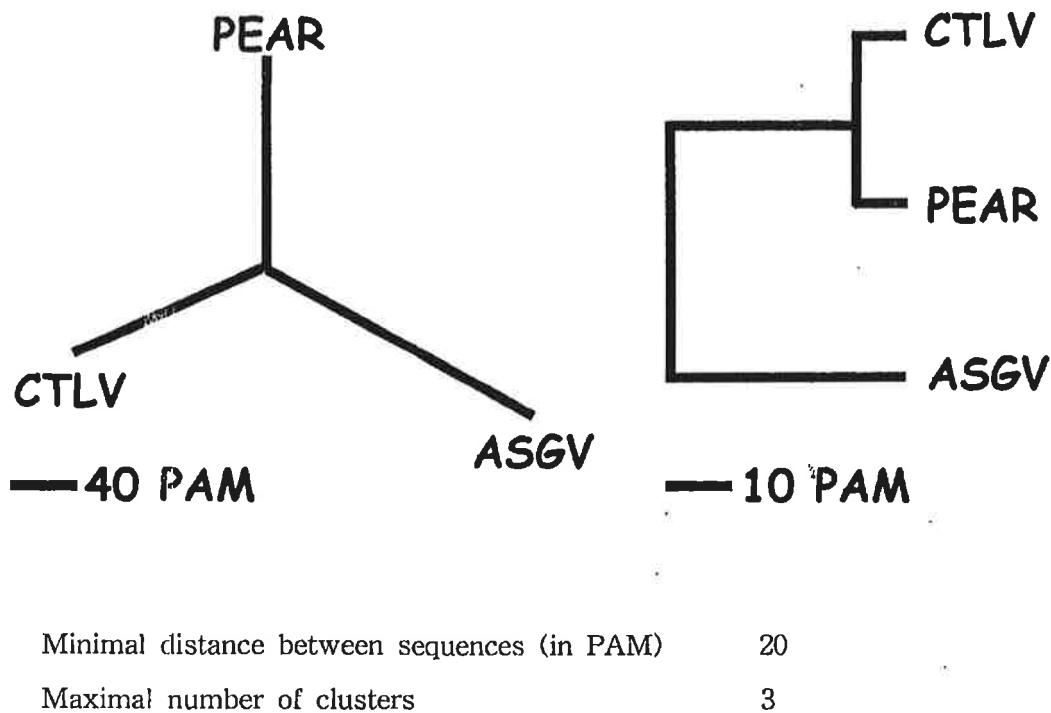 PEAR
CTLV
ASGV
40 PAM
CTLV
PEAR
ASGV
10 PAM
Minimal distance between sequences (in PAM) 20
Maximal number of clusters 3